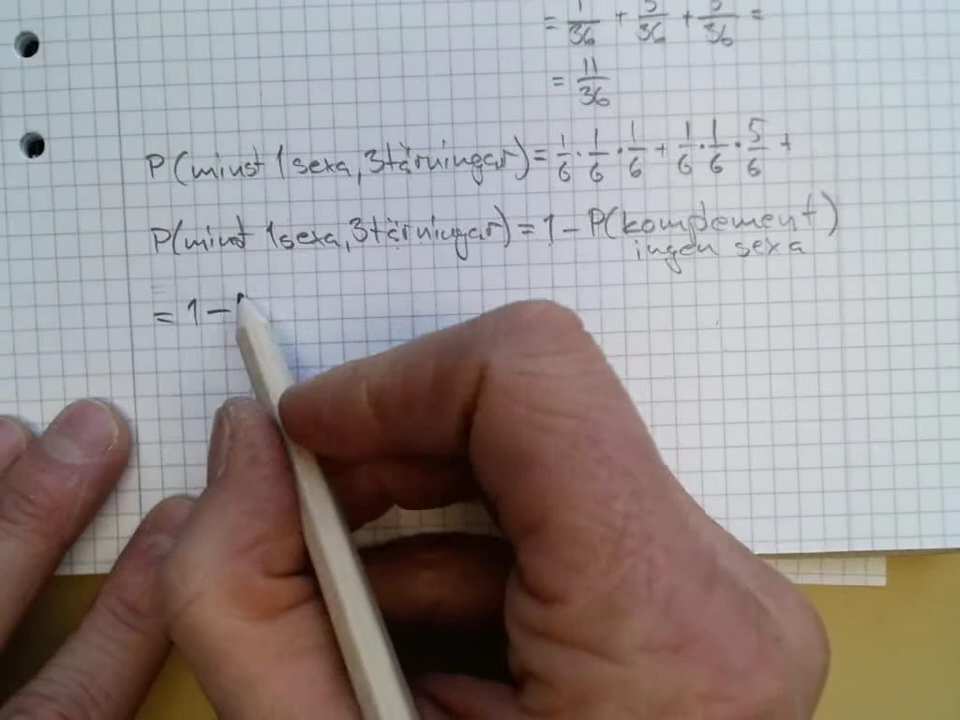 = 1/36 + 5/36 + 5/36 =
= 11/36
P(minst 1 sexa, 3 tärningar) = 1/6 · 1/6 · 1/6 + 1/6 · 1/6 · 5/6 +
P(minst 1 sexa, 3 tärningar) = 1 - P(komplement)
ingen sexa
= 1 -